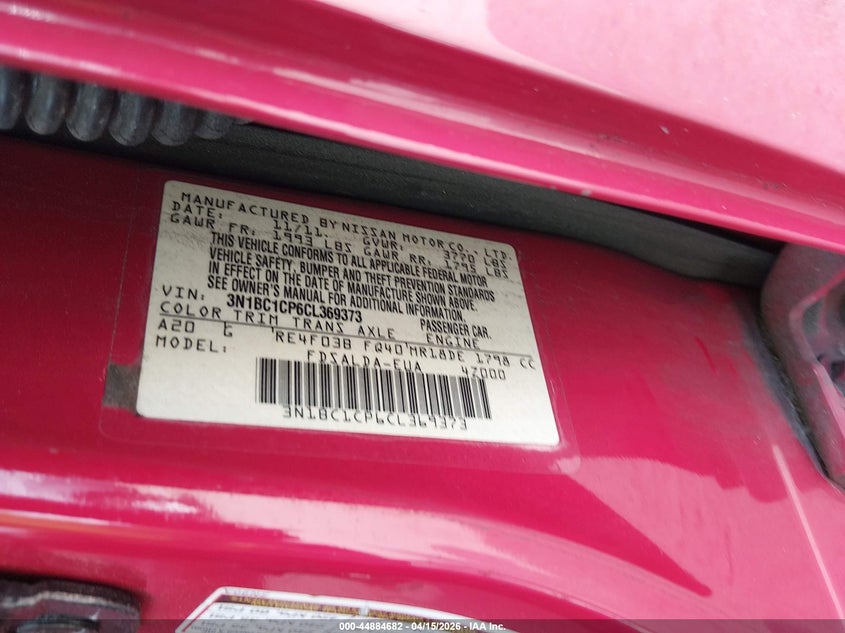 MANUFACTURED BY NISSAN MOTOR CO., LTD.
DATE: 11/11. GVWR: 3770 LBS
GAWR FR: 1993 LBS GAWR RR: 1795 LBS
THIS VEHICLE CONFORMS TO ALL APPLICABLE FEDERAL MOTOR
VEHICLE SAFETY, BUMPER AND THEFT PREVENTION STANDARDS
IN EFFECT ON THE DATE OF MANUFACTURE SHOWN ABOVE.
SEE OWNER'S MANUAL FOR ADDITIONAL INFORMATION
VIN: 3N1BC1CP6CL369373 PASSENGER CAR.
COLOR TRIM TRANS AXLE ENGINE
A20 G RE4F03B FQ40 MR18DE 1798 CC
MODEL: FDSALDA-EUA 4Z000
3N1BC1CP6CL369373
000-44884682 - 04/15/2026 - IAA Inc.